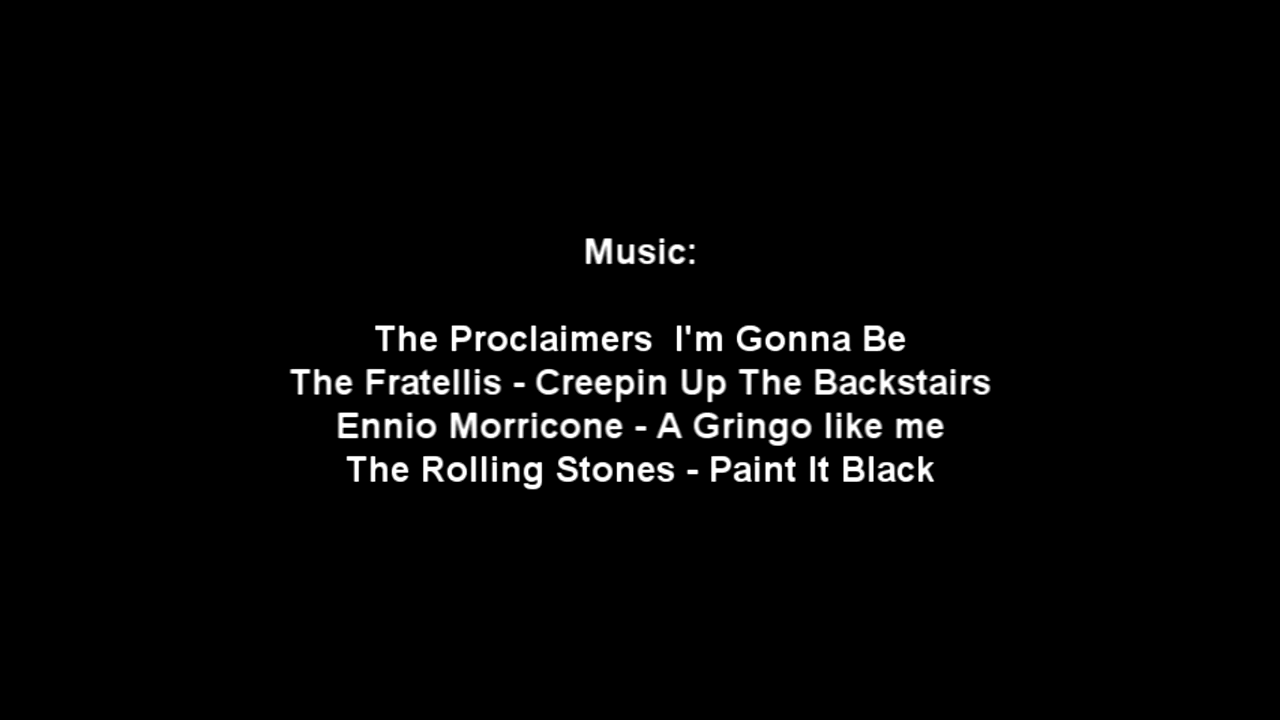 Music:
The Proclaimers  I'm Gonna Be
The Fratellis - Creepin Up The Backstairs
Ennio Morricone - A Gringo like me
The Rolling Stones - Paint It Black